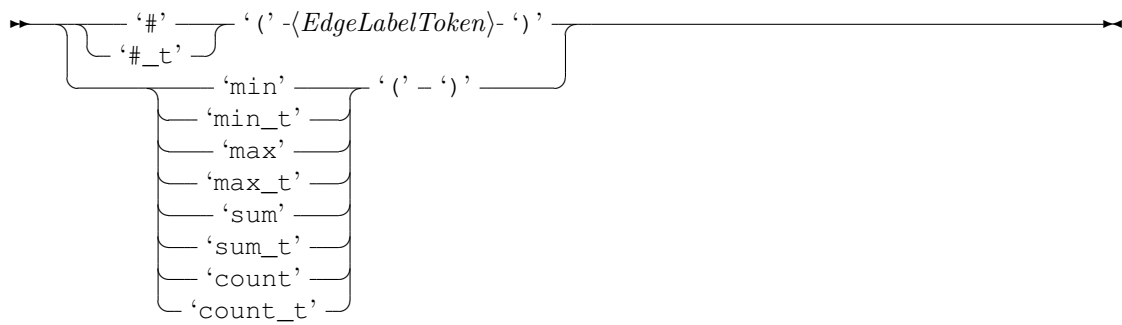 ‘#’ ‘(’ ⟨EdgeLabelToken⟩ ‘)’
‘#_t’
‘min’ ‘(’ ‘)’
‘min_t’
‘max’
‘max_t’
‘sum’
‘sum_t’
‘count’
‘count_t’